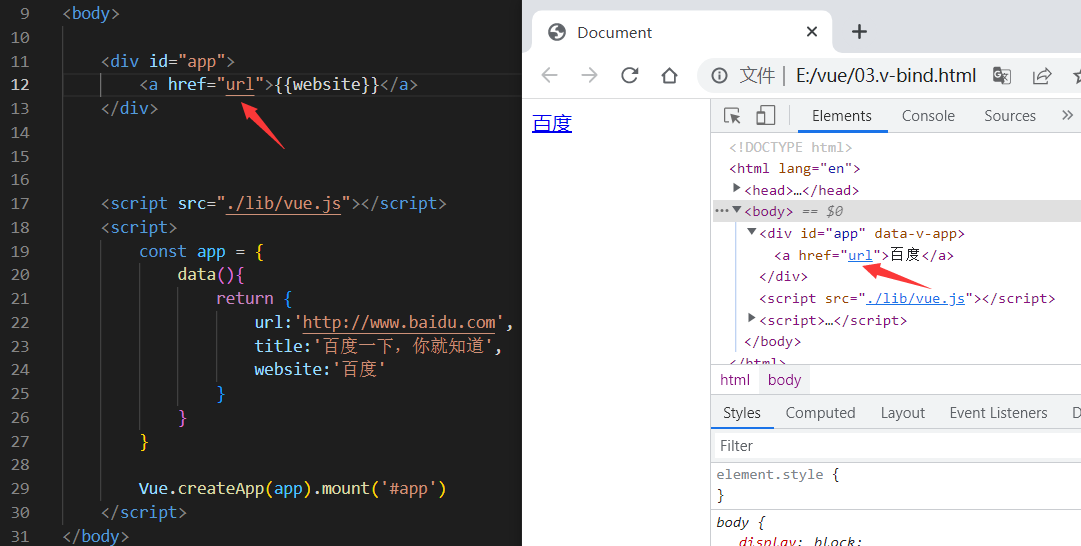 9 <body>
10
11 <div id="app">
12 <a href="url">{{website}}</a>
13 </div>
14
15
16
17 <script src="./lib/vue.js"></script>
18 <script>
19 const app = {
20 data(){
21 return {
22 url:'http://www.baidu.com',
23 title:'百度一下，你就知道',
24 website:'百度'
25 }
26 }
27 }
28
29 Vue.createApp(app).mount('#app')
30 </script>
31 </body>
Document
文件 | E:/vue/03.v-bind.html
百度
Elements Console Sources »
<!DOCTYPE html>
<html lang="en">
<head>…</head>
<body> == $0
<div id="app" data-v-app>
<a href="url">百度</a>
</div>
<script src="./lib/vue.js"></script>
<script>…</script>
</body>
</html>
html body
Styles Computed Layout Event Listeners D
Filter
element.style {
}
body {
display: block;